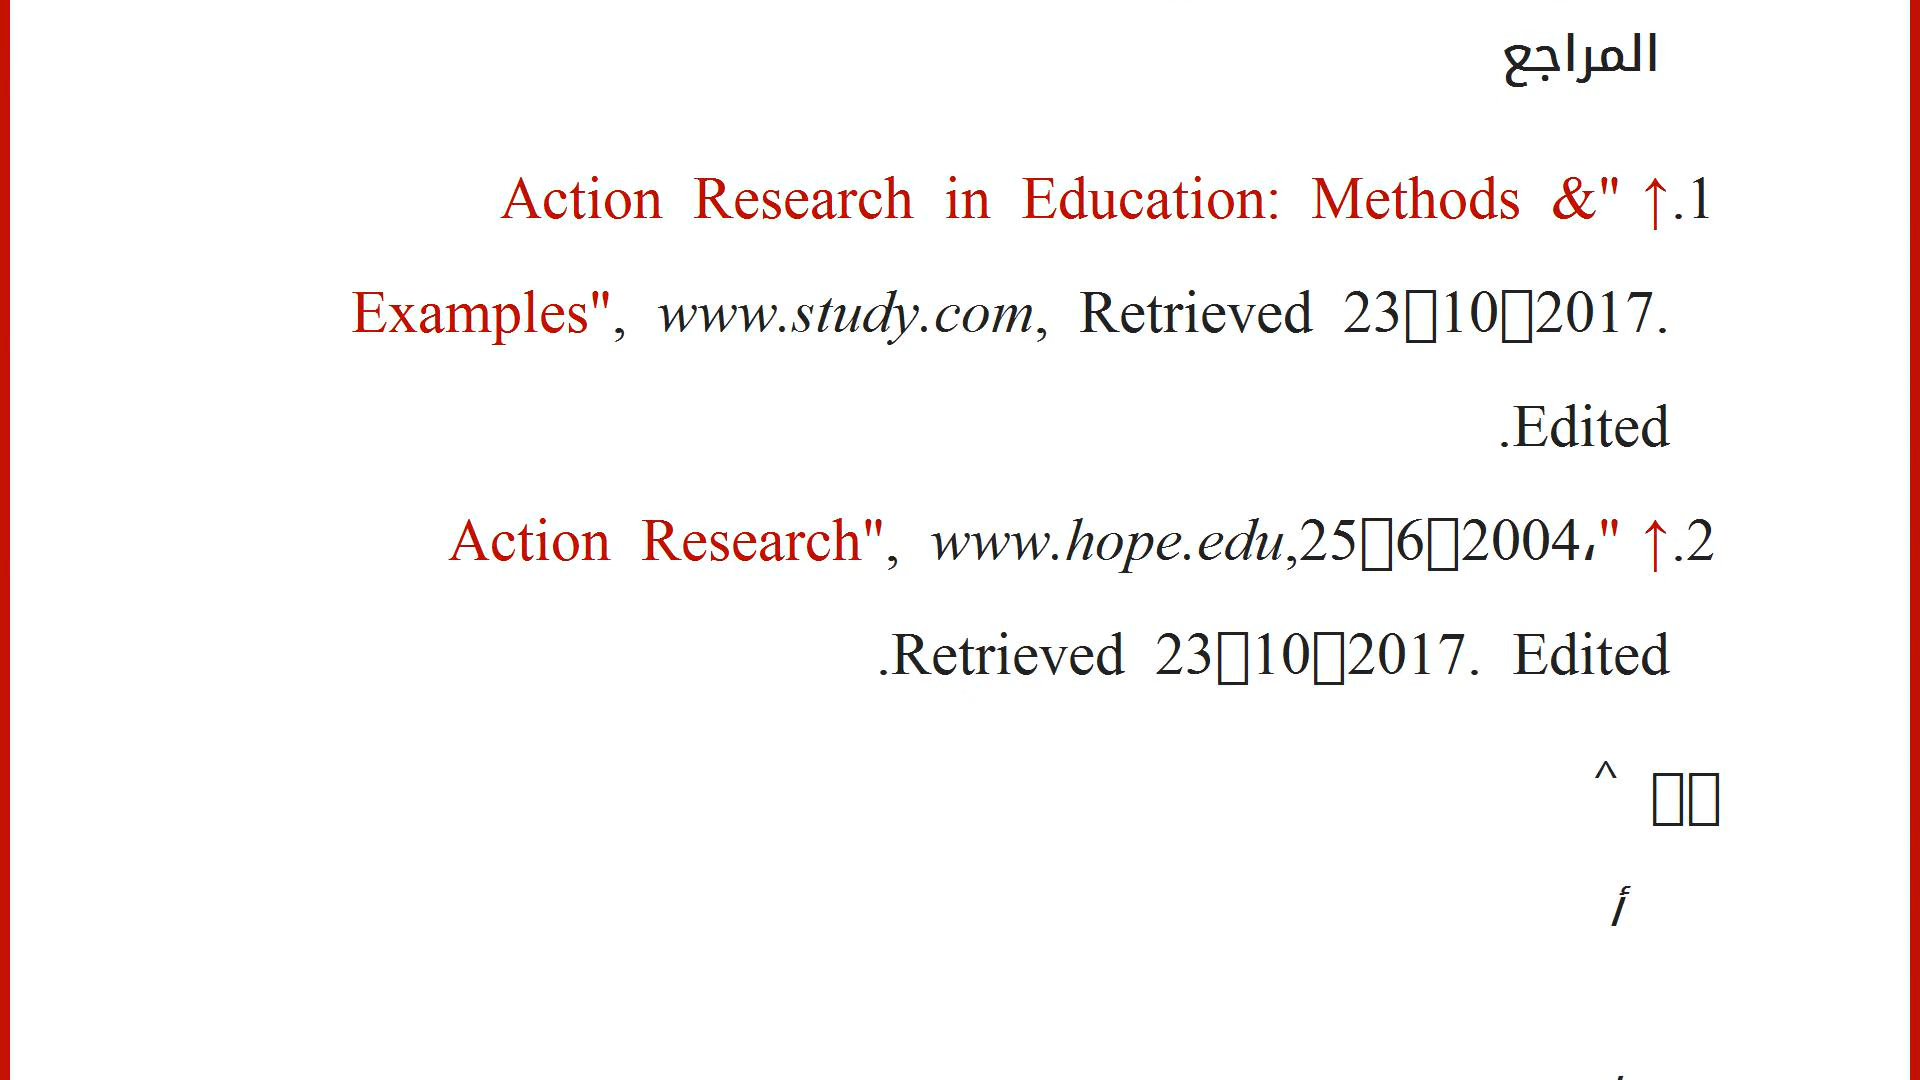 المراجع
1.↑ "Action Research in Education: Methods &
Examples", www.study.com, Retrieved 23▯10▯2017.
Edited.
2.↑ "Action Research", www.hope.edu,25▯6▯2004،
Retrieved 23▯10▯2017. Edited.
▯▯ ^
أ